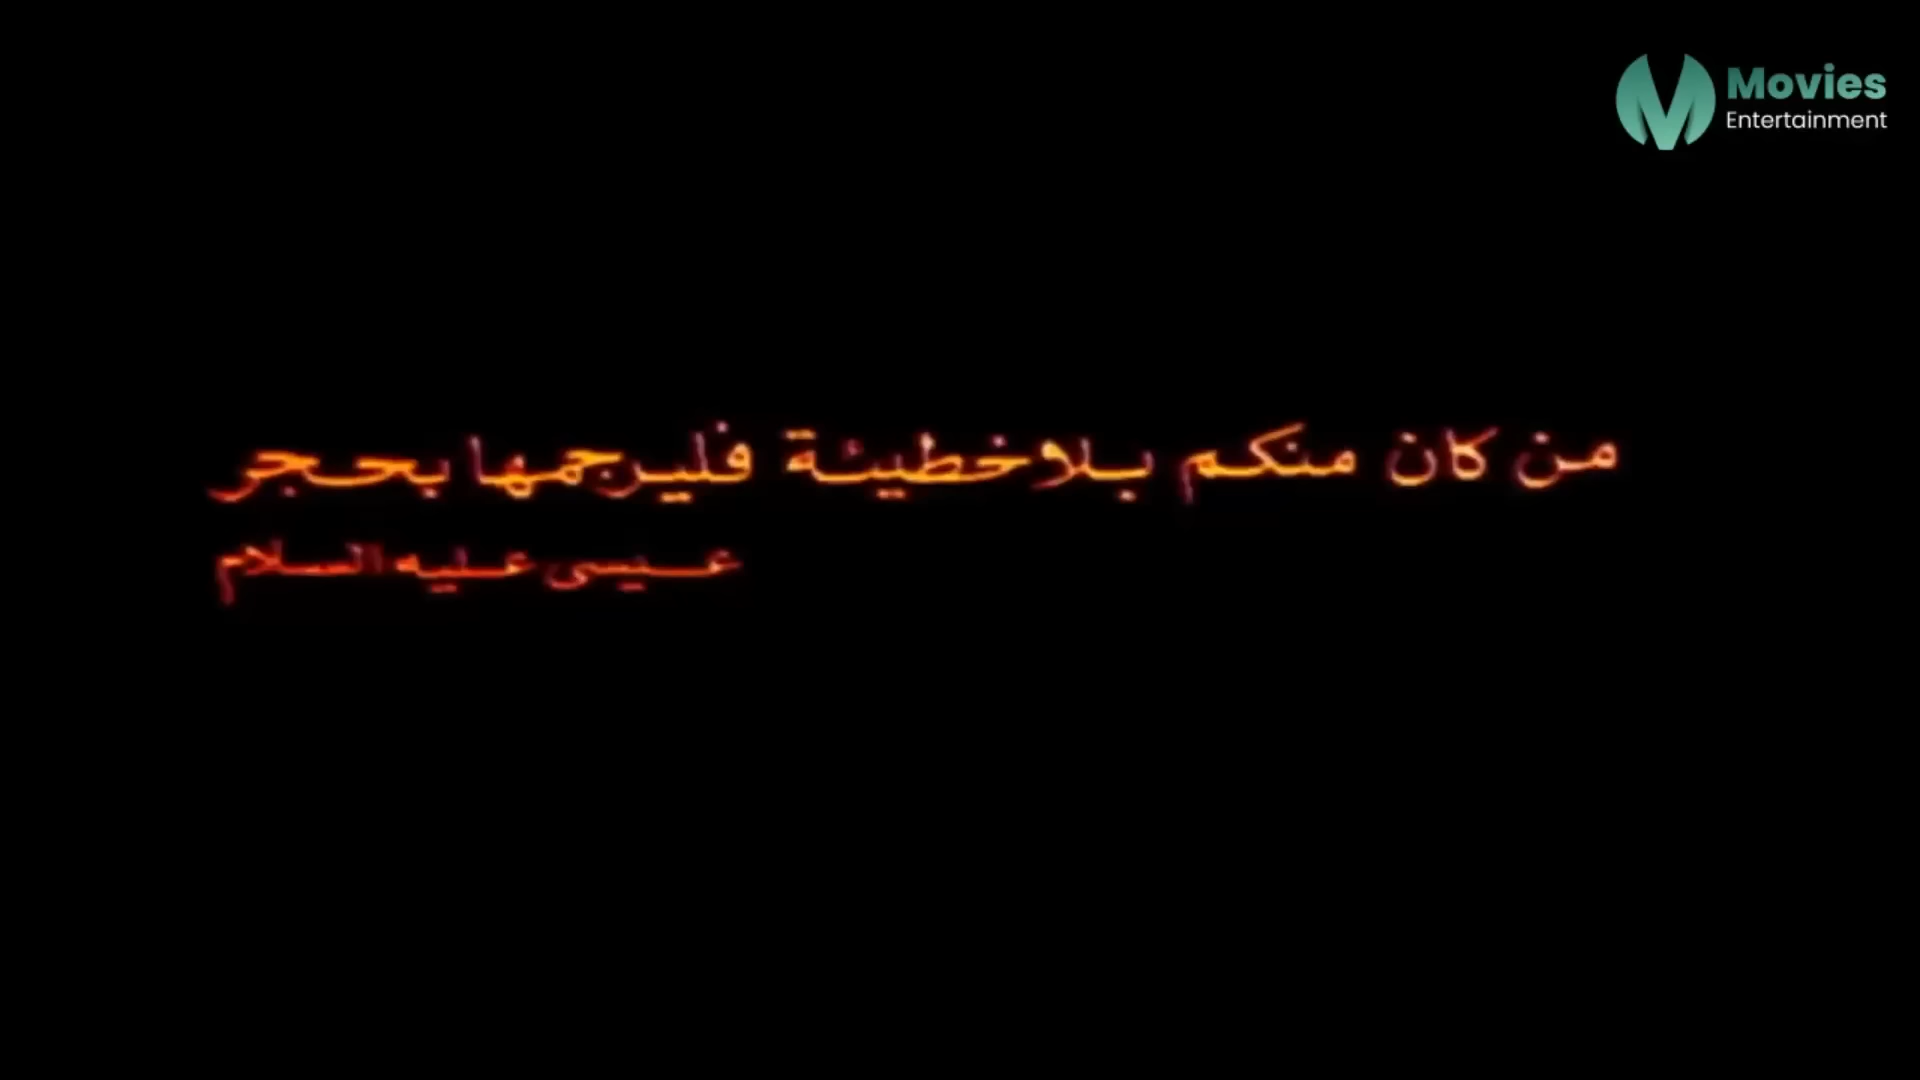 Movies
Entertainment
من كان منكم بلا خطيئة فليرجمها بحجر
عيسى عليه السلام